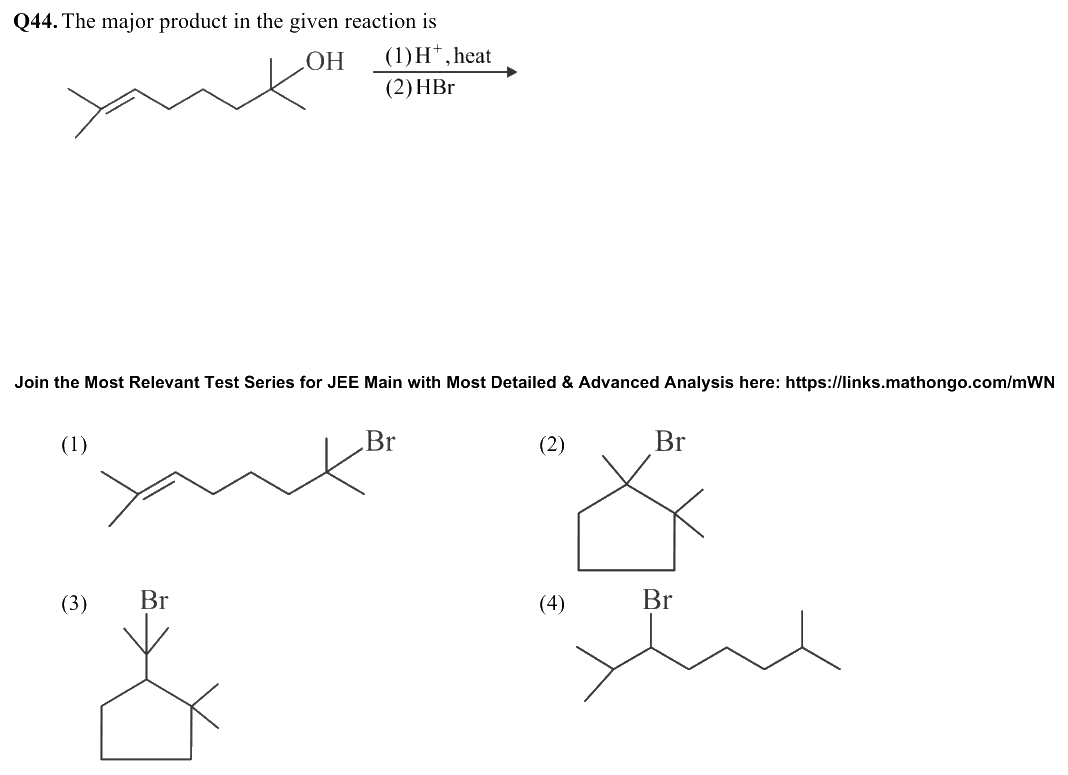 Q44. The major product in the given reaction is
OH
(1) H⁺, heat
(2) HBr
Join the Most Relevant Test Series for JEE Main with Most Detailed & Advanced Analysis here: https://links.mathongo.com/mWN
(1) Br
(2) Br
(3) Br
(4) Br